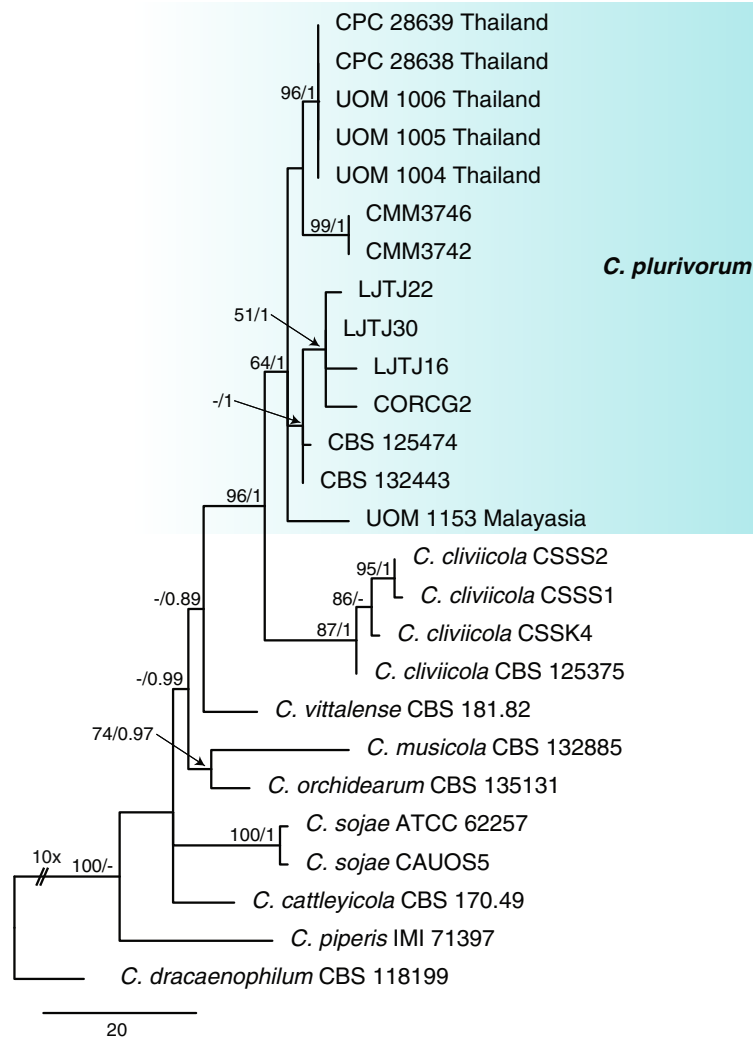 CPC 28639 Thailand
CPC 28638 Thailand
96/1
UOM 1006 Thailand
UOM 1005 Thailand
UOM 1004 Thailand
CMM3746
99/1
CMM3742
C. plurivorum
LJTJ22
51/1
LJTJ30
64/1
LJTJ16
-/1
CORCG2
CBS 125474
CBS 132443
96/1
UOM 1153 Malayasia
C. cliviicola CSSS2
95/1
C. cliviicola CSSS1
86/-
-/0.89
C. cliviicola CSSK4
87/1
C. cliviicola CBS 125375
-/0.99
C. vittalense CBS 181.82
74/0.97
C. musicola CBS 132885
C. orchidearum CBS 135131
C. sojae ATCC 62257
100/1
C. sojae CAUOS5
10x
100/-
C. cattleyicola CBS 170.49
C. piperis IMI 71397
C. dracaenophilum CBS 118199
20